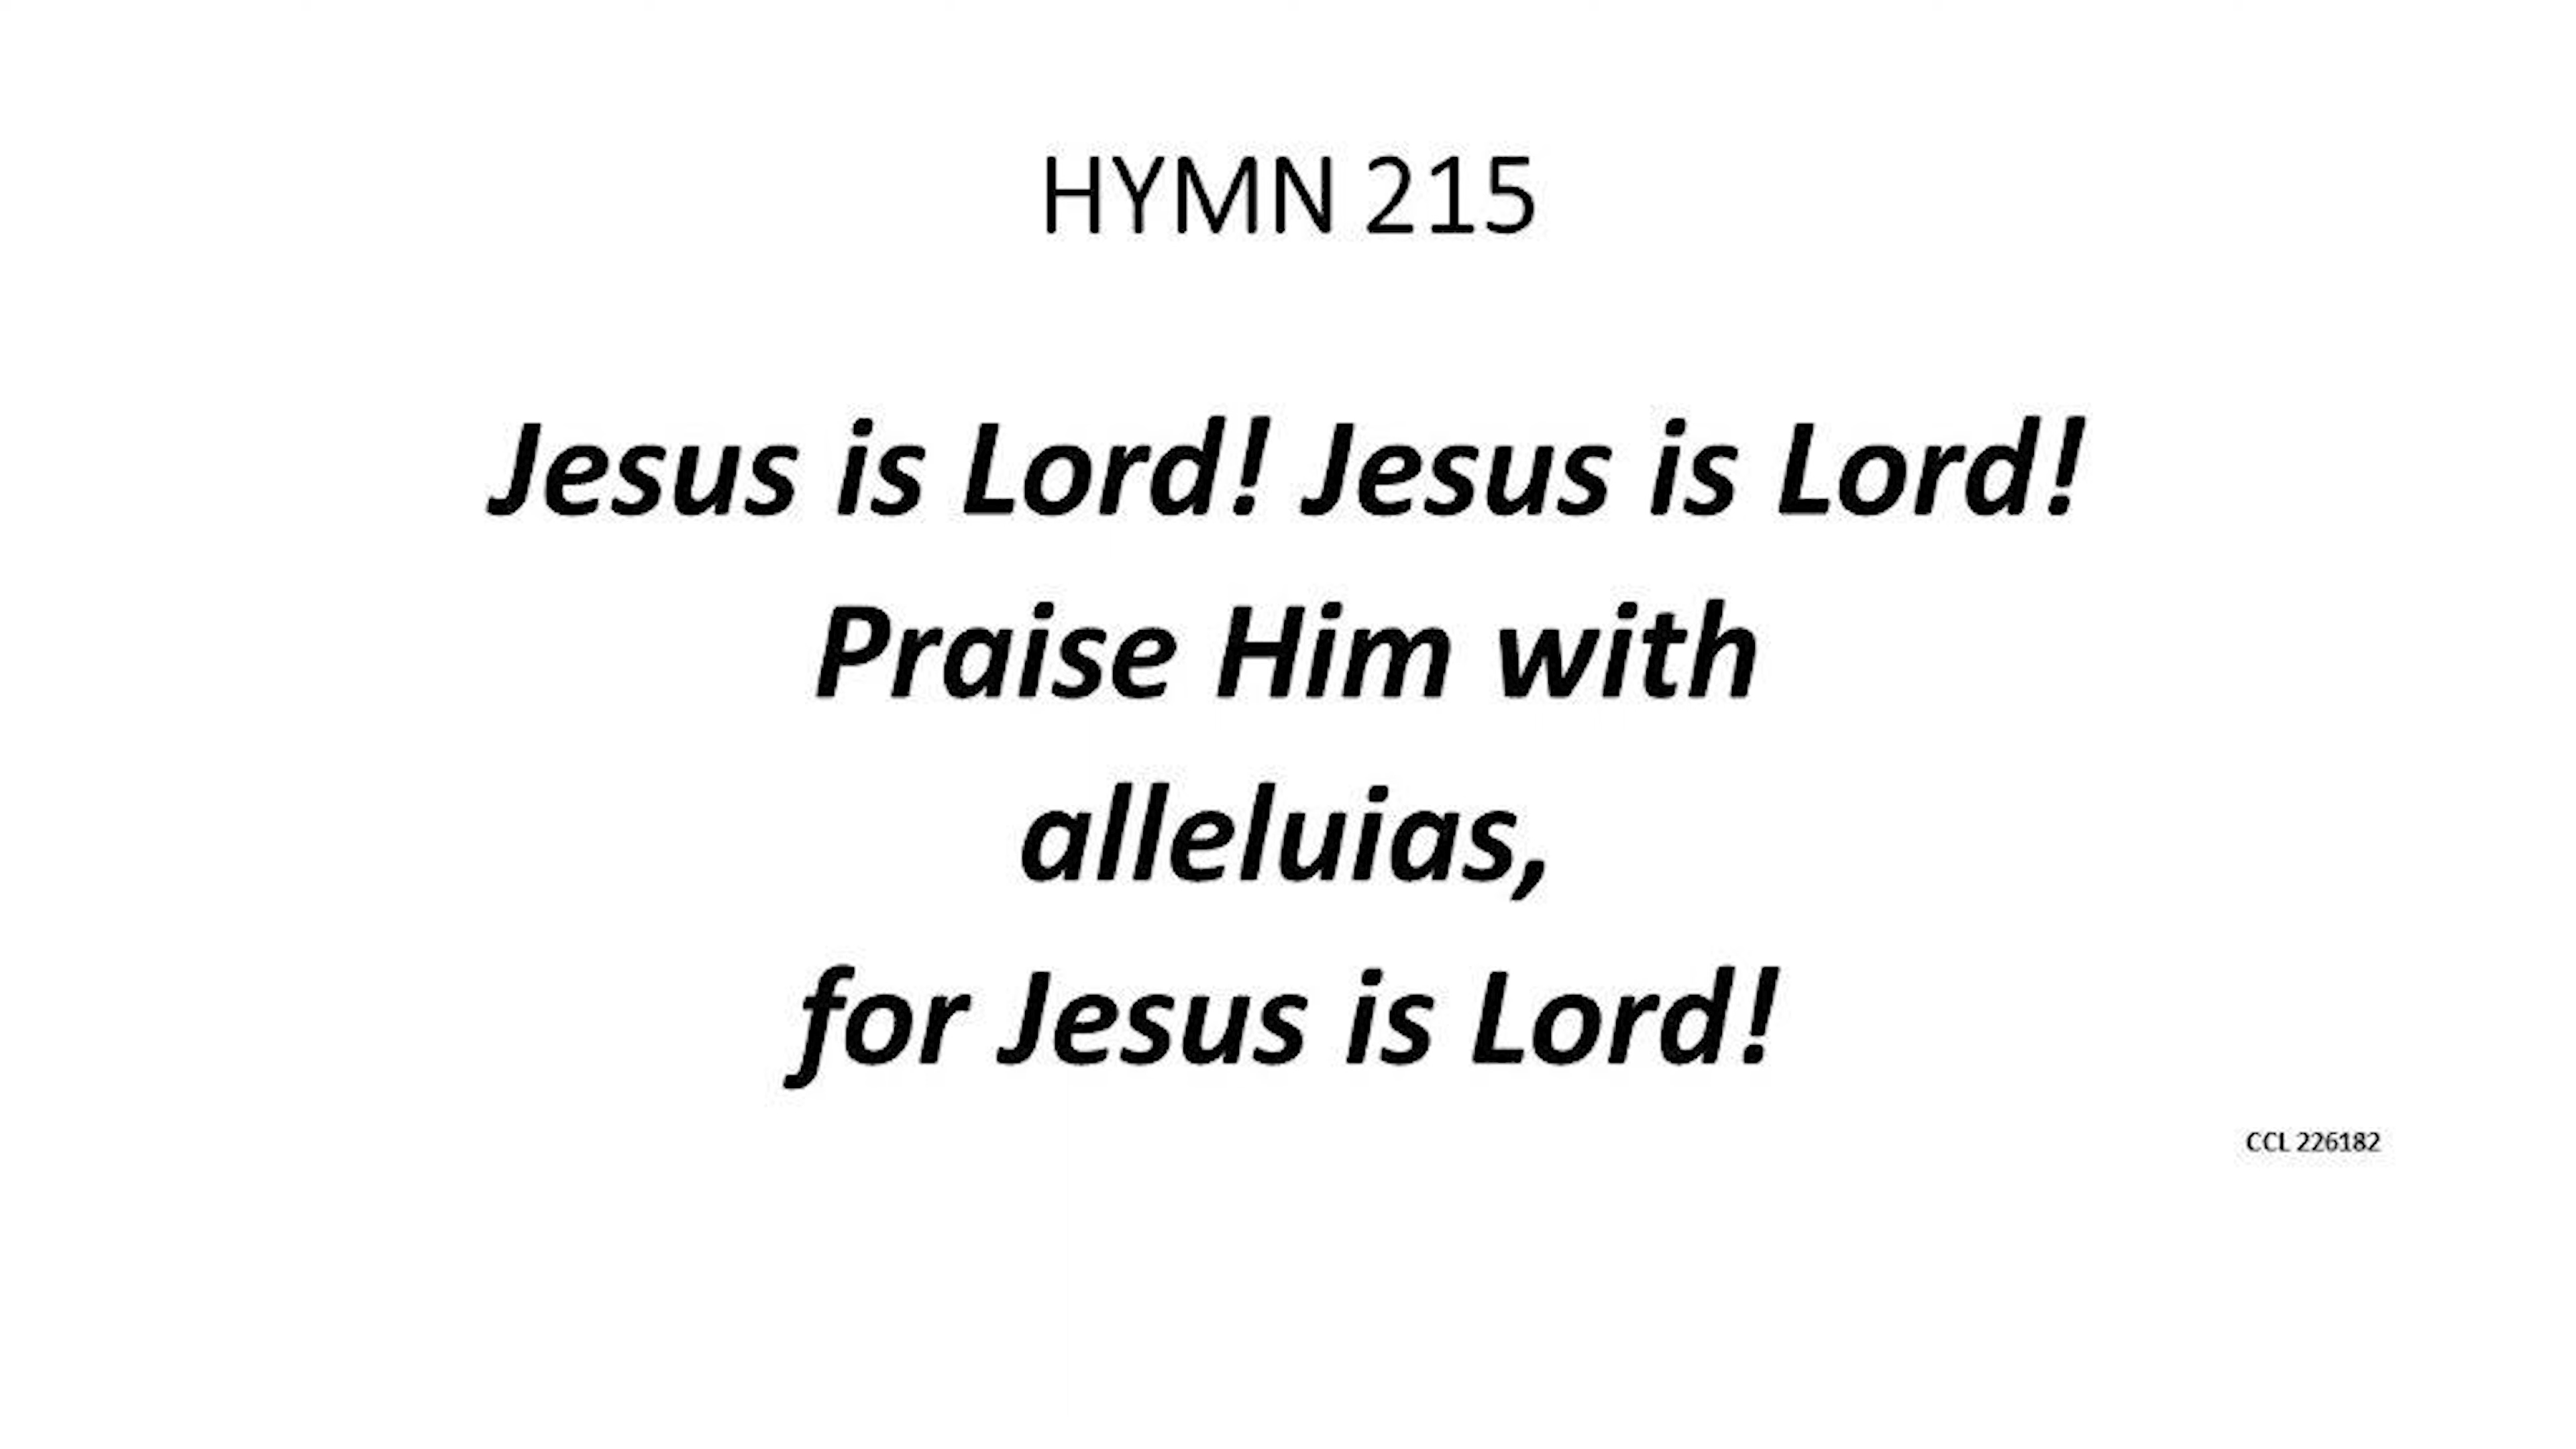 HYMN 215
Jesus is Lord! Jesus is Lord!
Praise Him with
alleluias,
for Jesus is Lord!
CCL 226182